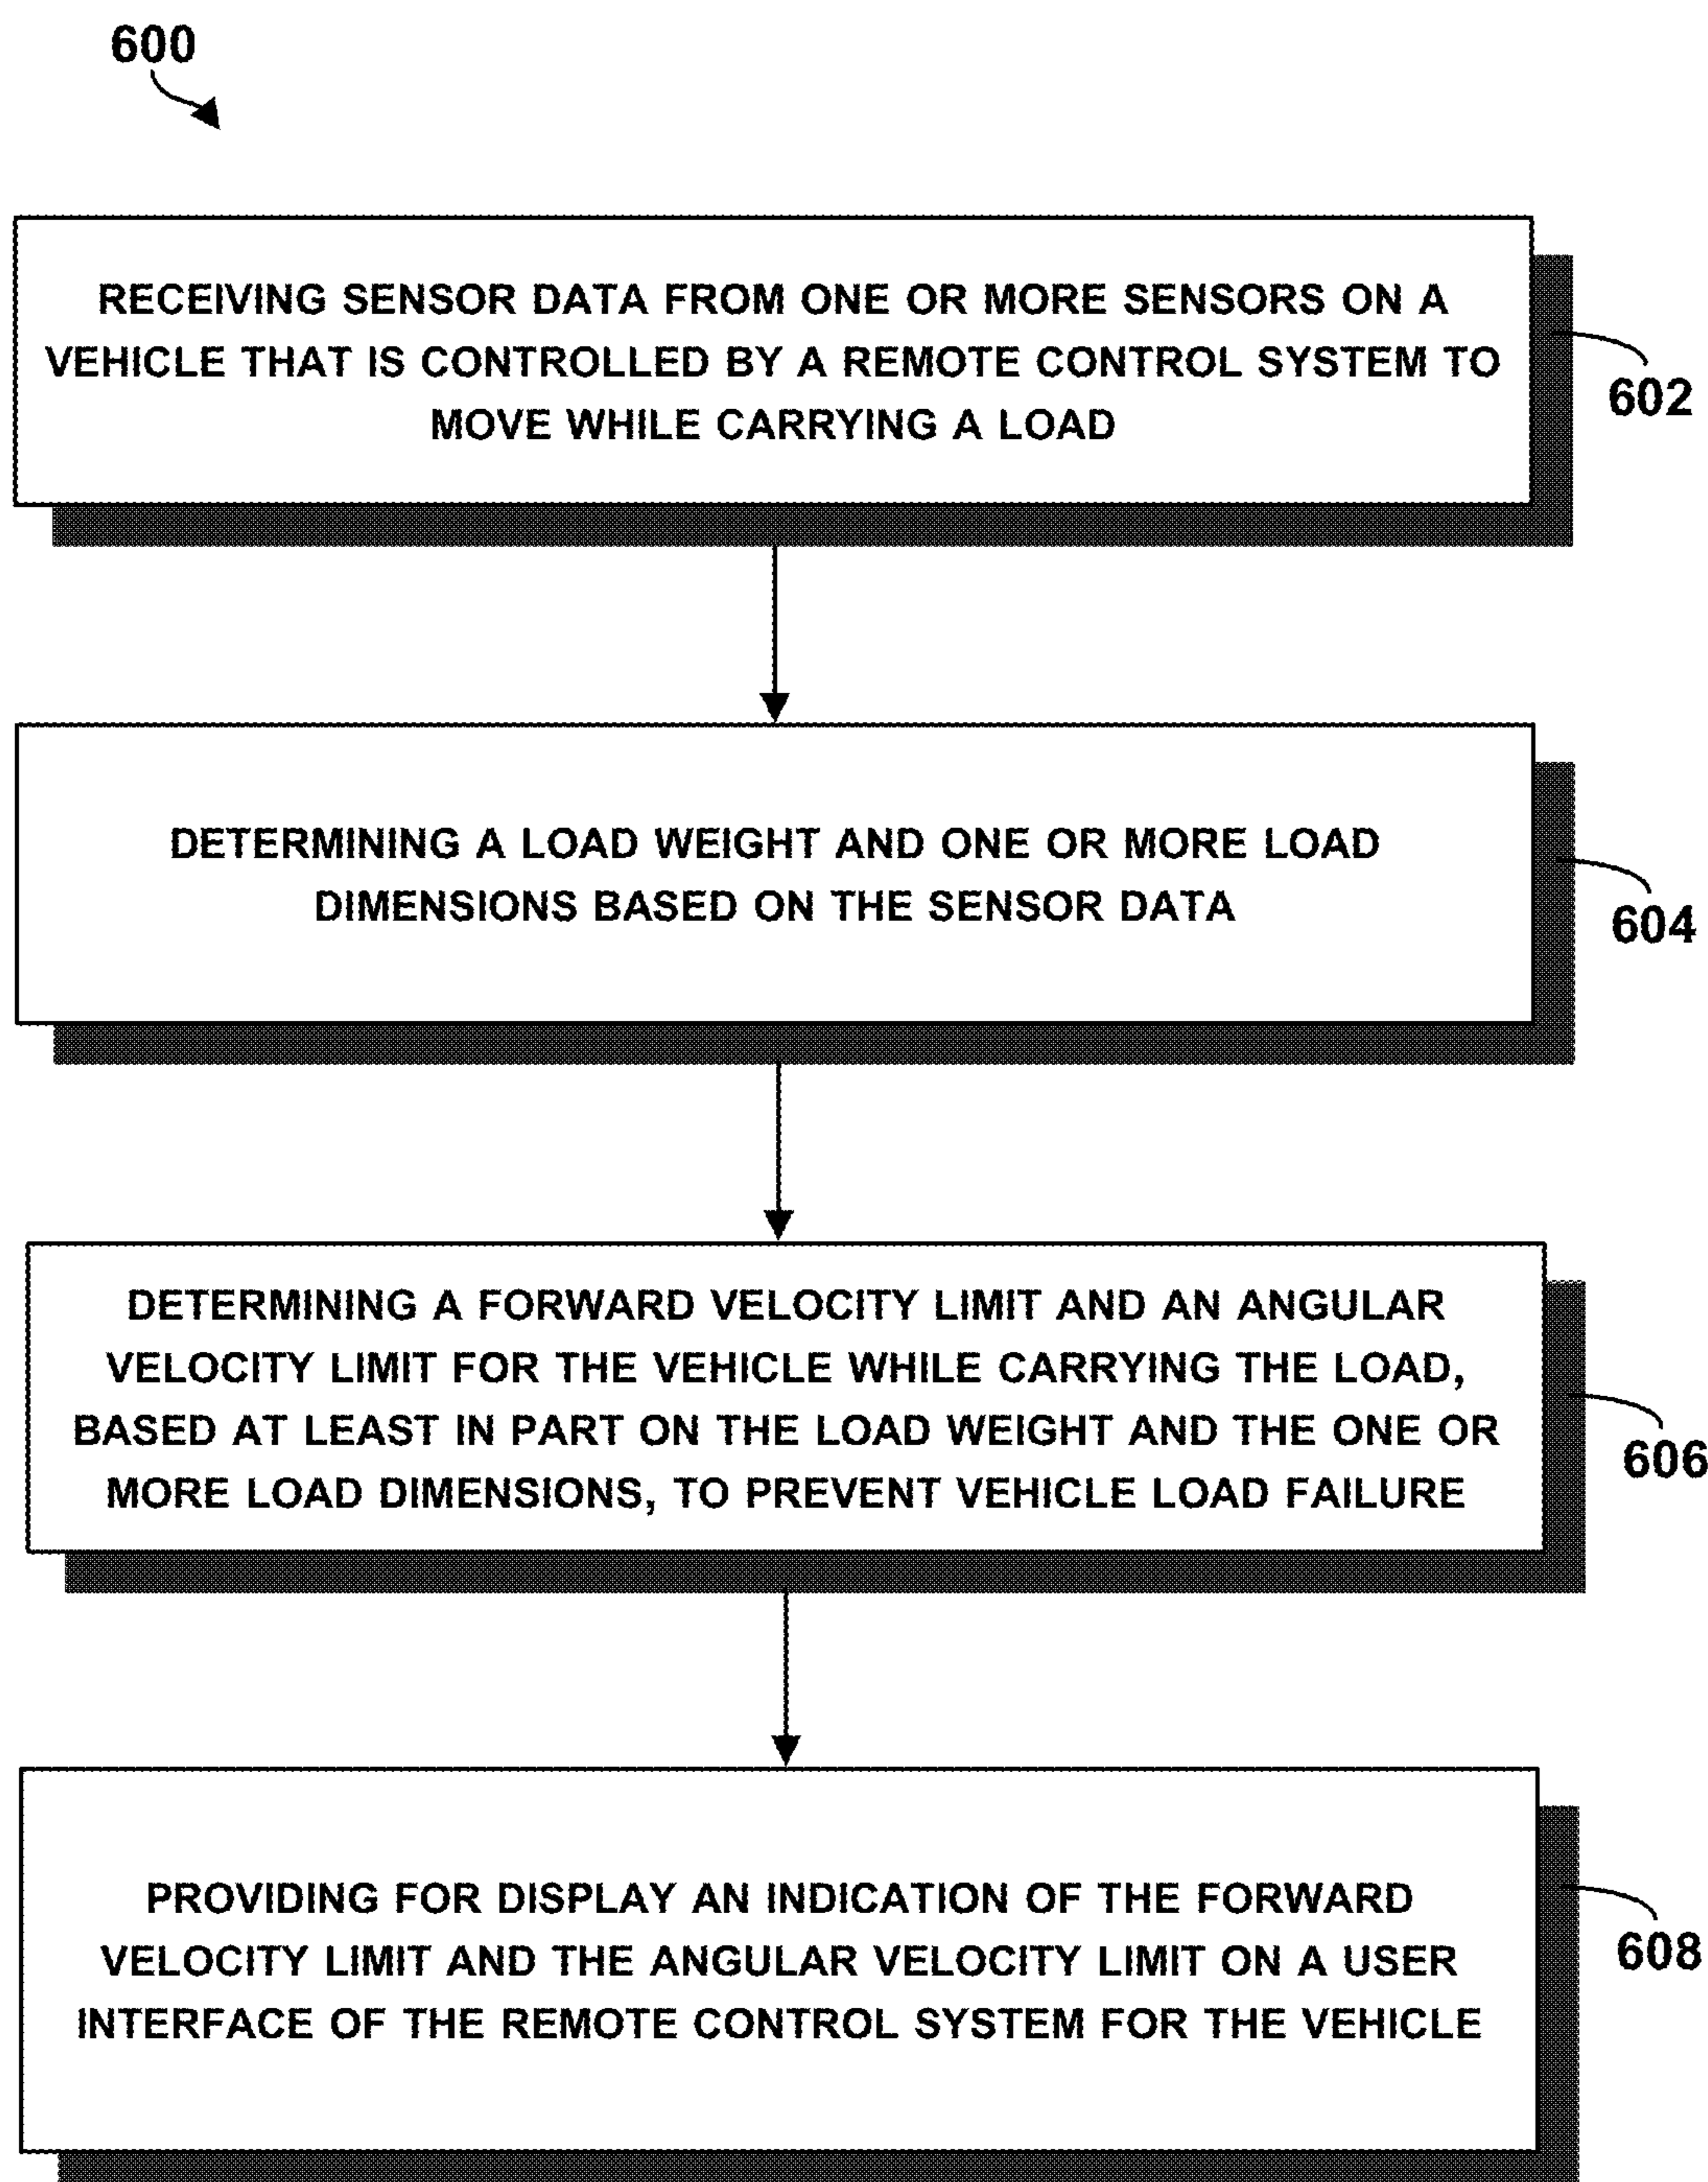 600
RECEIVING SENSOR DATA FROM ONE OR MORE SENSORS ON A
VEHICLE THAT IS CONTROLLED BY A REMOTE CONTROL SYSTEM TO
MOVE WHILE CARRYING A LOAD
602
DETERMINING A LOAD WEIGHT AND ONE OR MORE LOAD
DIMENSIONS BASED ON THE SENSOR DATA
604
DETERMINING A FORWARD VELOCITY LIMIT AND AN ANGULAR
VELOCITY LIMIT FOR THE VEHICLE WHILE CARRYING THE LOAD,
BASED AT LEAST IN PART ON THE LOAD WEIGHT AND THE ONE OR
MORE LOAD DIMENSIONS, TO PREVENT VEHICLE LOAD FAILURE
606
PROVIDING FOR DISPLAY AN INDICATION OF THE FORWARD
VELOCITY LIMIT AND THE ANGULAR VELOCITY LIMIT ON A USER
INTERFACE OF THE REMOTE CONTROL SYSTEM FOR THE VEHICLE
608